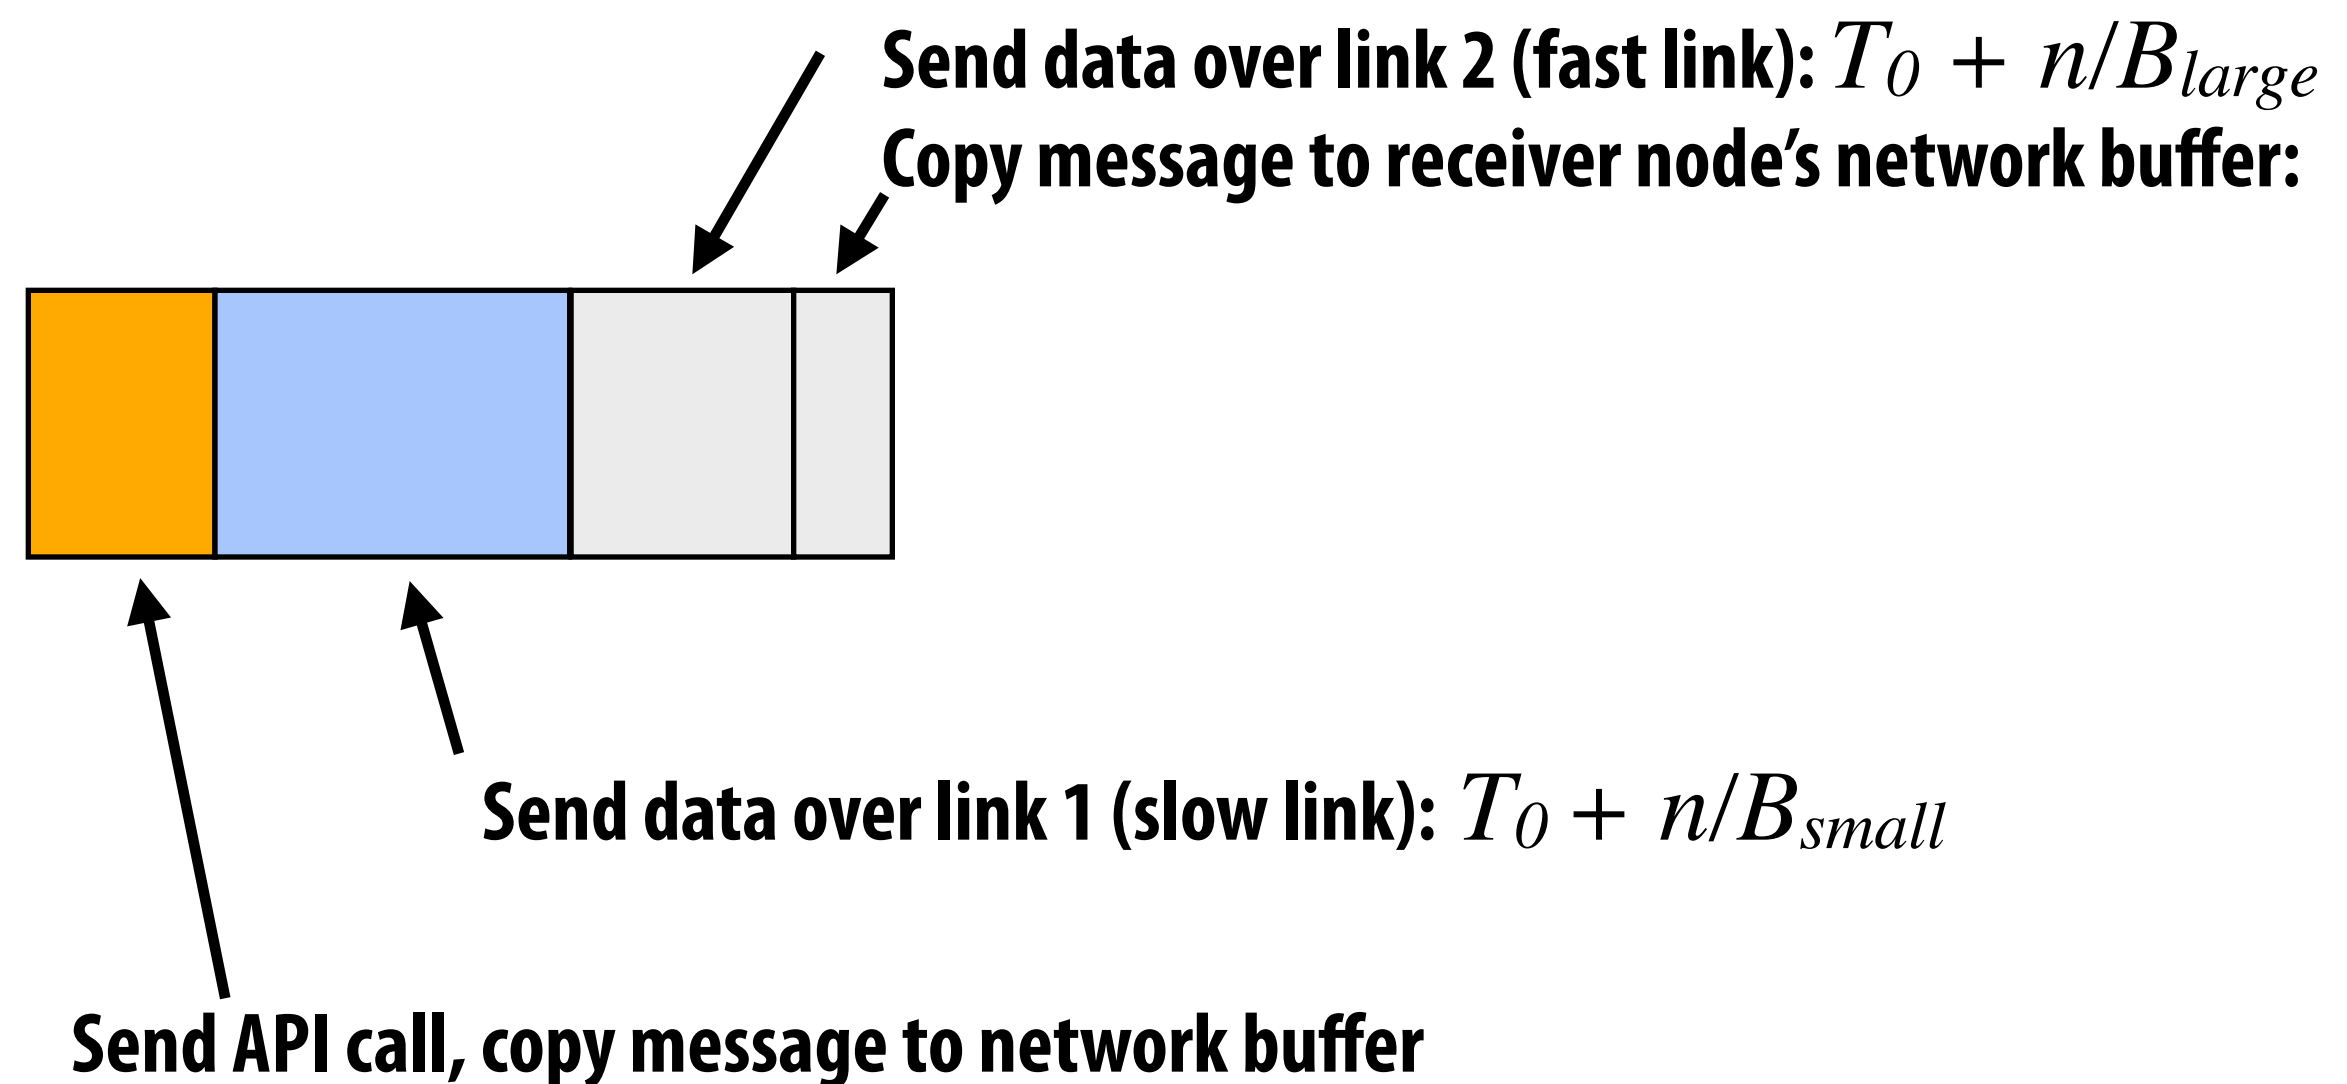 Send data over link 2 (fast link): T0 + n/Blarge
Copy message to receiver node’s network buffer:
Send data over link 1 (slow link): T0 + n/Bsmall
Send API call, copy message to network buffer